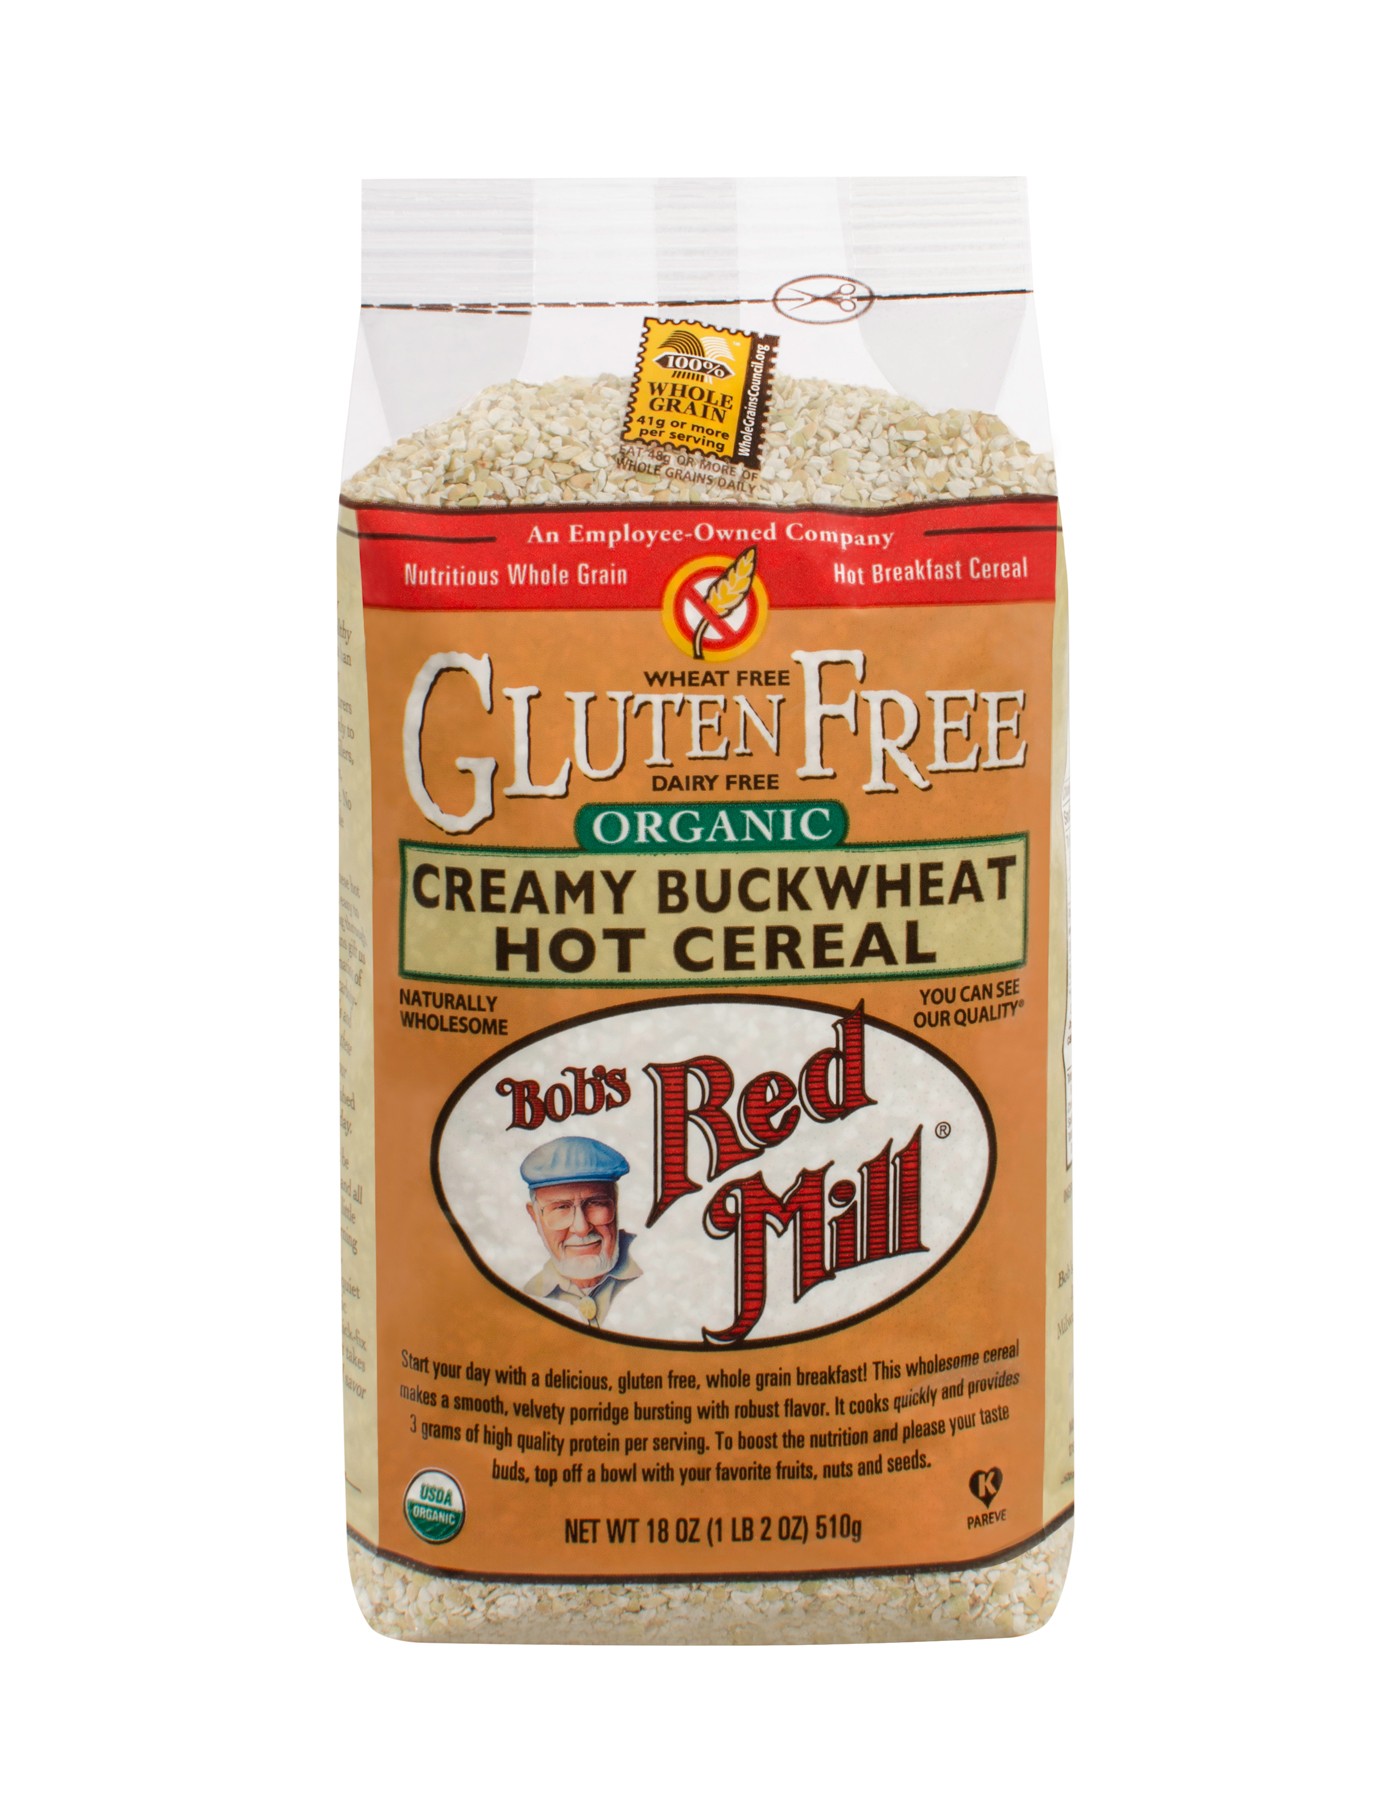 100%
WHOLE
GRAIN
41g or more
per serving
WholeGrainsCouncil.org
EAT 48g OR MORE OF
WHOLE GRAINS DAILY
An Employee-Owned Company
Nutritious Whole Grain
Hot Breakfast Cereal
WHEAT FREE
GLUTEN FREE
DAIRY FREE
ORGANIC
CREAMY BUCKWHEAT
HOT CEREAL
NATURALLY
WHOLESOME
YOU CAN SEE
OUR QUALITY®
Bob's
Red
Mill®
Start your day with a delicious, gluten free, whole grain breakfast! This wholesome cereal
makes a smooth, velvety porridge bursting with robust flavor. It cooks quickly and provides
3 grams of high quality protein per serving. To boost the nutrition and please your taste
buds, top off a bowl with your favorite fruits, nuts and seeds.
USDA
ORGANIC
K
PAREVE
NET WT 18 OZ (1 LB 2 OZ) 510g